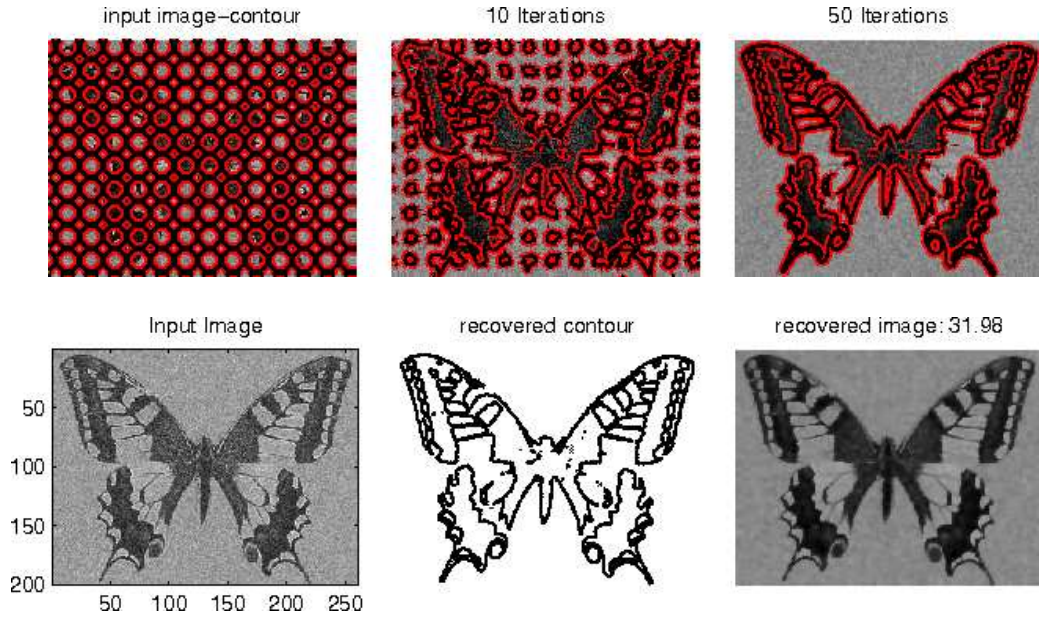 input image-contour
10 Iterations
50 Iterations
Input Image
recovered contour
recovered image: 31.98
50
100
150
200
50 100 150 200 250